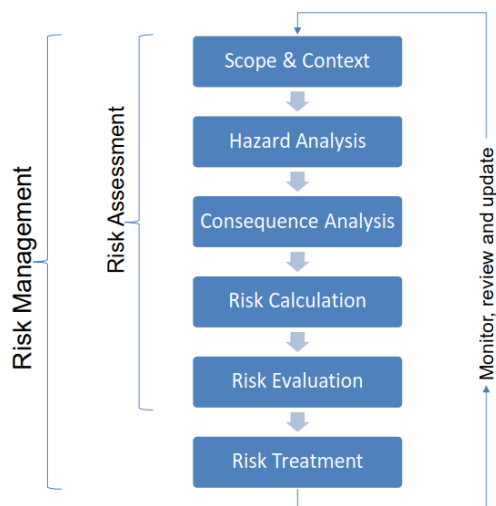 Scope & Context
Hazard Analysis
Consequence Analysis
Risk Calculation
Risk Evaluation
Risk Treatment
Risk Assessment
Risk Management
Monitor, review and update